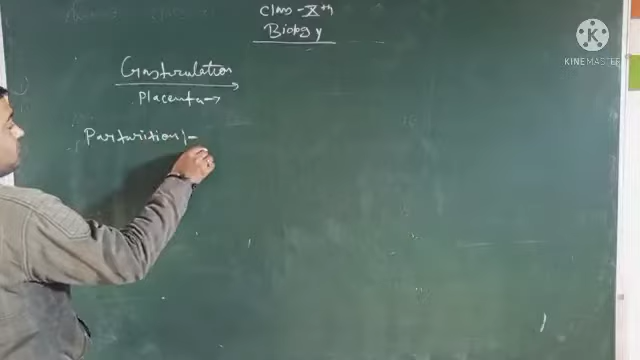 Class-Xth
Biology
Gastrulation
Placenta→
Parturition:-
KINEMASTER